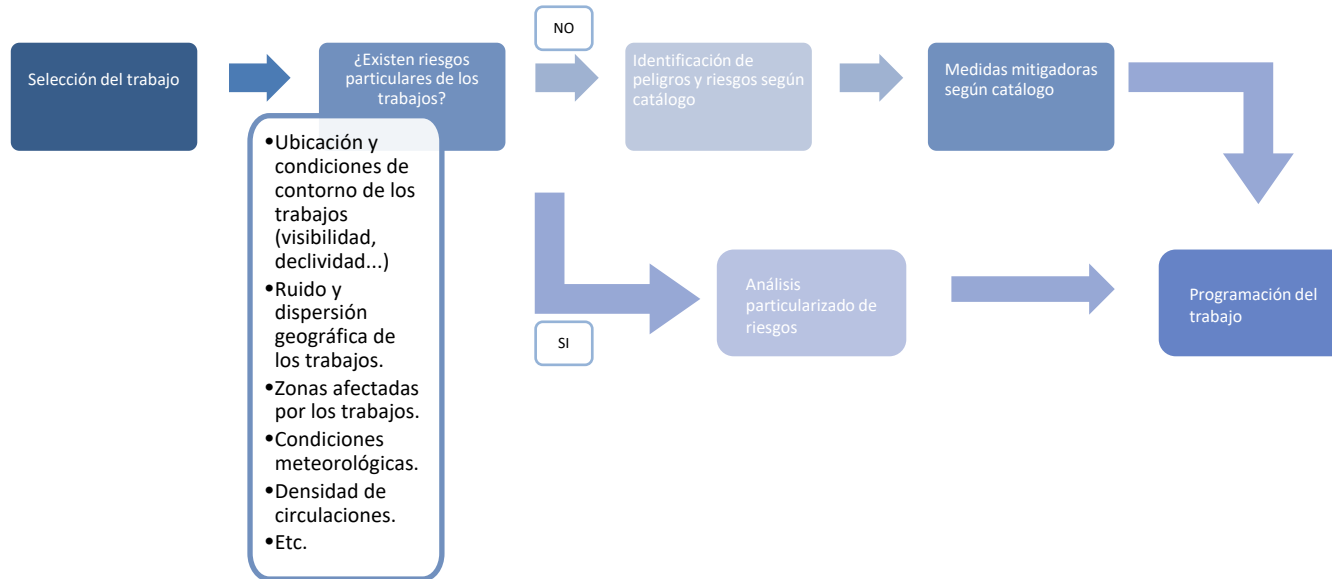 NO
Selección del trabajo
¿Existen riesgos
particulares de los
trabajos?
Identificación de
peligros y riesgos según
catálogo
Medidas mitigadoras
según catálogo
•Ubicación y
condiciones de
contorno de los
trabajos
(visibilidad,
declividad...)
•Ruido y
dispersión
geográfica de
los trabajos.
•Zonas afectadas
por los trabajos.
•Condiciones
meteorológicas.
•Densidad de
circulaciones.
•Etc.
SI
Análisis
particularizado de
riesgos
Programación del
trabajo